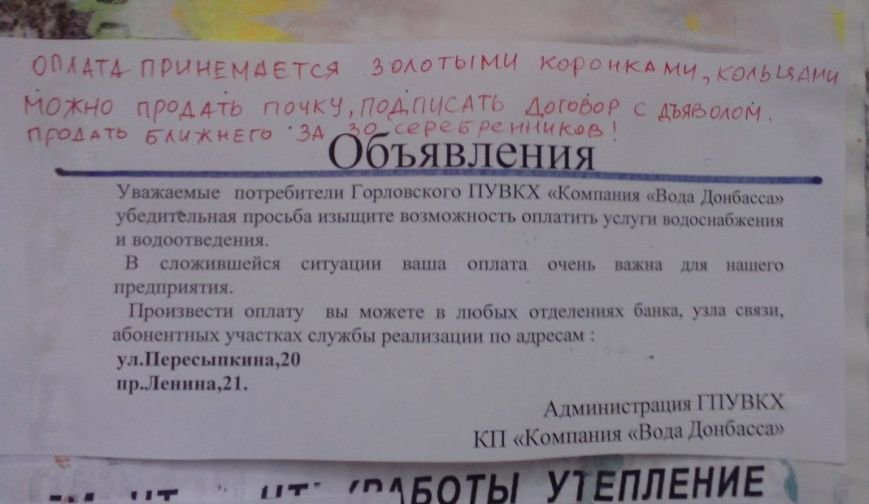 ОПЛАТА ПРИНЕМАЕТСЯ ЗОЛОТЫМИ КОРОНКАМИ, КОЛЬЦАМИ
МОЖНО ПРОДАТЬ ПОЧКУ, ПОДПИСАТЬ ДОГОВОР С ДЪЯВОЛОМ.
ПРОДАТЬ БЛИЖНЕГО ЗА 30 СЕРЕБРЕННИКОВ!
Объявления
Уважаемые потребители Горловского ПУВКХ «Компания «Вода Донбасса»
убедительная просьба изыщите возможность оплатить услуги водоснабжения
и водоотведения.
В сложившейся ситуации ваша оплата очень важна для нашего
предприятия.
Произвести оплату вы можете в любых отделениях банка, узла связи,
абонентных участках службы реализации по адресам :
ул.Пересыпкина,20
пр.Ленина,21.
Администрация ГПУВКХ
КП «Компания «Вода Донбасса»
УТЕПЛЕНИЕ